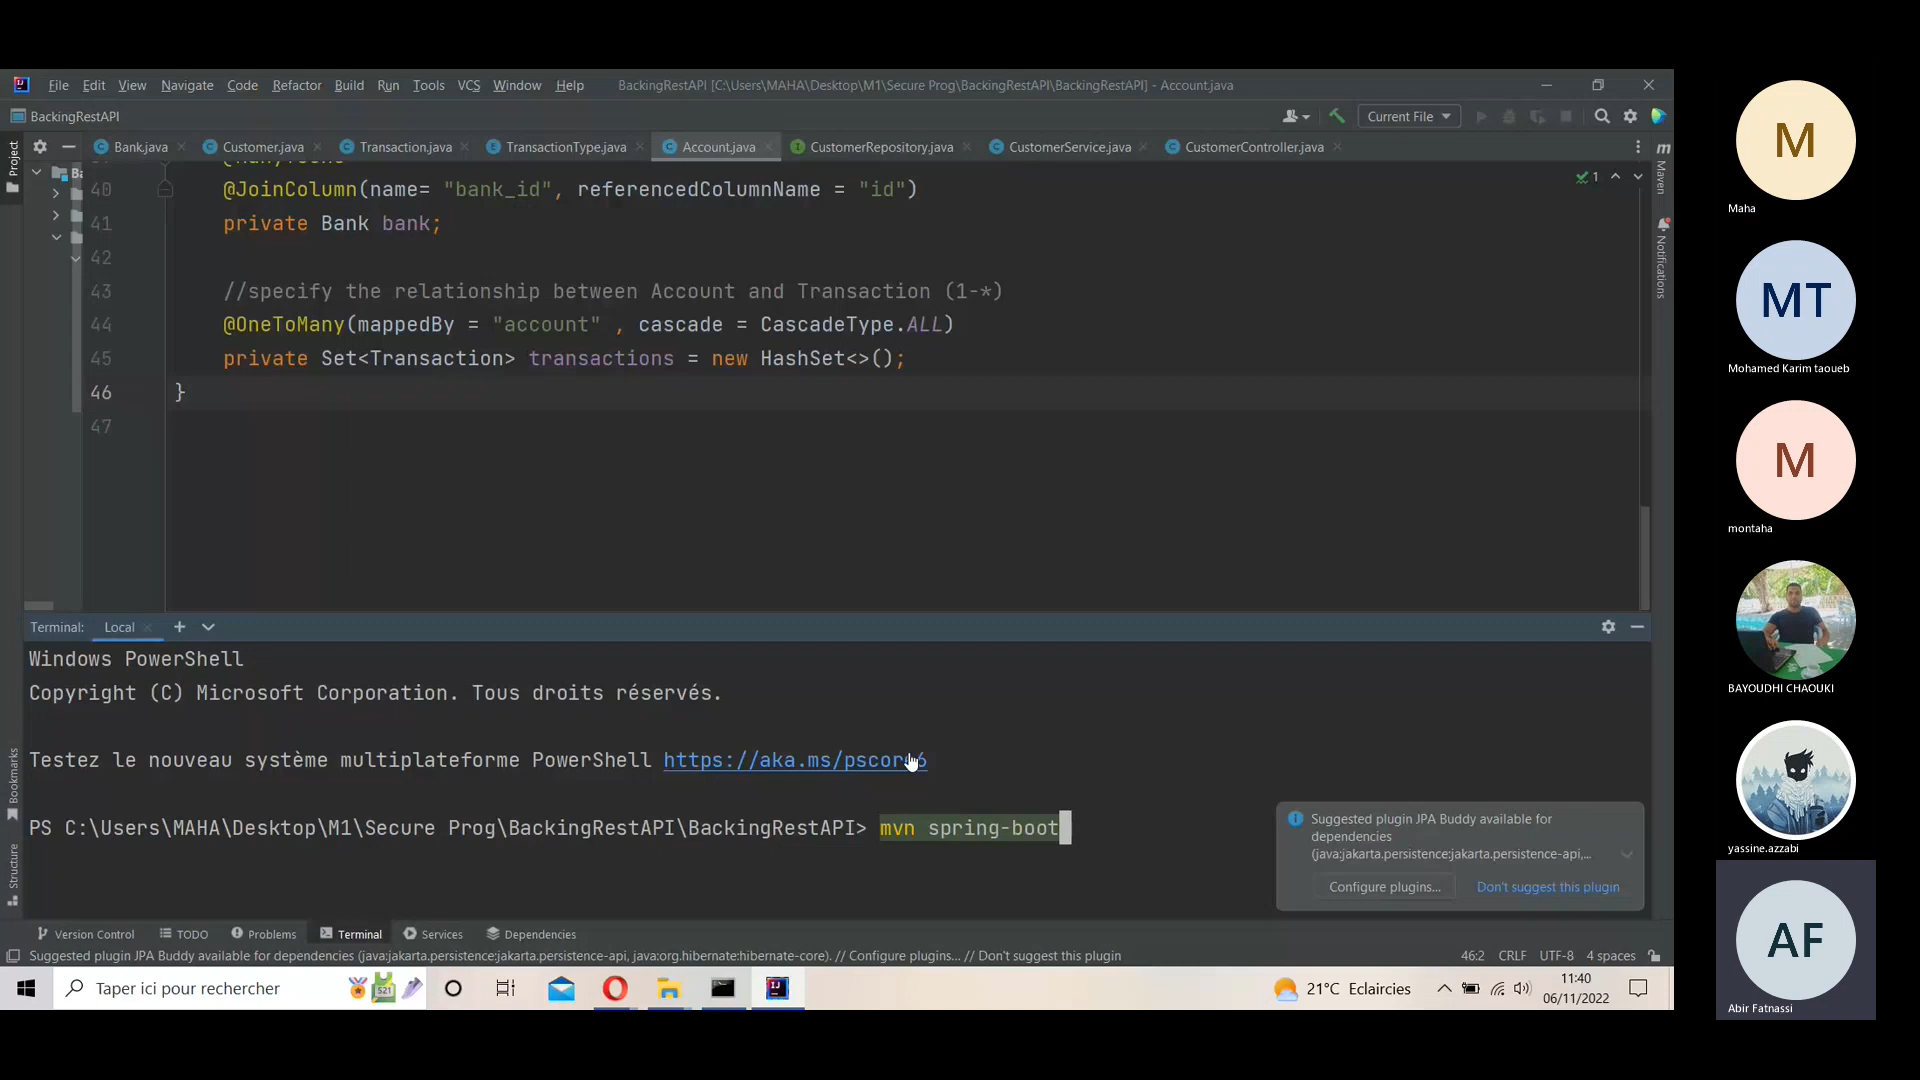 File Edit View Navigate Code Refactor Build Run Tools VCS Window Help BackingRestAPI [C:\Users\MAHA\Desktop\M1\Secure Prog\BackingRestAPI\BackingRestAPI] - Account.java
BackingRestAPI
Current File
Project
Bank.java Customer.java Transaction.java TransactionType.java Account.java CustomerRepository.java CustomerService.java CustomerController.java
Maven
Notifications
1
40 @JoinColumn(name= "bank_id", referencedColumnName = "id")
41 private Bank bank;
42
43 //specify the relationship between Account and Transaction (1-*)
44 @OneToMany(mappedBy = "account" , cascade = CascadeType.ALL)
45 private Set<Transaction> transactions = new HashSet<>();
46 }
47
Terminal: Local
Windows PowerShell
Copyright (C) Microsoft Corporation. Tous droits réservés.
Testez le nouveau système multiplateforme PowerShell https://aka.ms/pscore6
PS C:\Users\MAHA\Desktop\M1\Secure Prog\BackingRestAPI\BackingRestAPI> mvn spring-boot
Suggested plugin JPA Buddy available for
dependencies
(java:jakarta.persistence:jakarta.persistence-api,...
Configure plugins... Don't suggest this plugin
Bookmarks
Structure
Version Control TODO Problems Terminal Services Dependencies
Suggested plugin JPA Buddy available for dependencies (java:jakarta.persistence:jakarta.persistence-api, java:org.hibernate:hibernate-core). // Configure plugins... // Don't suggest this plugin
46:2 CRLF UTF-8 4 spaces
Taper ici pour rechercher
21°C Eclaircies
11:40
06/11/2022
M
Maha
MT
Mohamed Karim taoueb
M
montaha
BAYOUDHI CHAOUKI
yassine.azzabi
AF
Abir Fatnassi